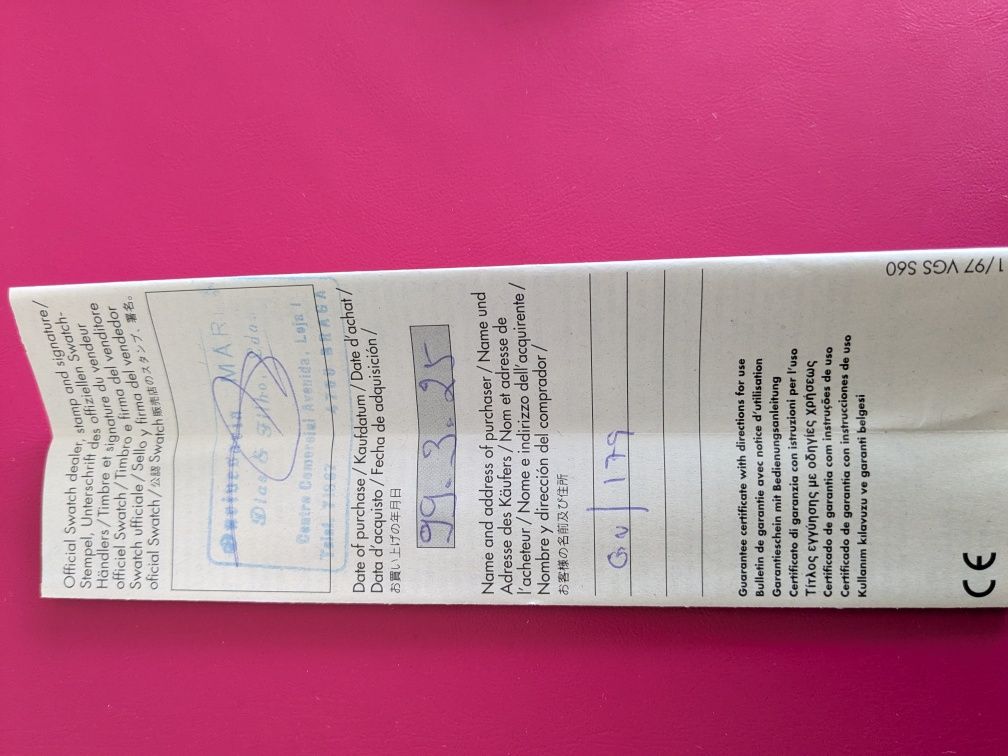 Official Swatch dealer, stamp and signature /
Stempel, Unterschrift des offiziellen Swatch-
Händlers / Timbre et signature du vendeur
officiel Swatch / Timbro e firma del venditore
Swatch ufficiale / Sello y firma del vendedor
oficial Swatch / 公認 Swatch 販売店のスタンプ、署名。
Ourivesaria MAR
Dias & Filho, Lda.
Centro Comercial Avenida, Loja 1
BRAGA
Date of purchase / Kaufdatum / Date d'achat /
Data d'acquisto / Fecha de adquisición /
お買い上げの年月日
99.3.25
Name and address of purchaser / Name und
Adresse des Käufers / Nom et adresse de
l'acheteur / Nome e indirizzo dell'acquirente /
Nombre y dirección del comprador /
お客様の名前及び住所
GN / 179
Guarantee certificate with directions for use
Bulletin de garantie avec notice d'utilisation
Garantieschein mit Bedienungsanleitung
Certificato di garanzia con istruzioni per l'uso
Τίτλος εγγύησης με οδηγίες χρήσεως
Certificado de garantia com instruções de uso
Certificado de garantía con instrucciones de uso
Kullanım kılavuzu ve garanti belgesi
CE
1/97 VGS S60